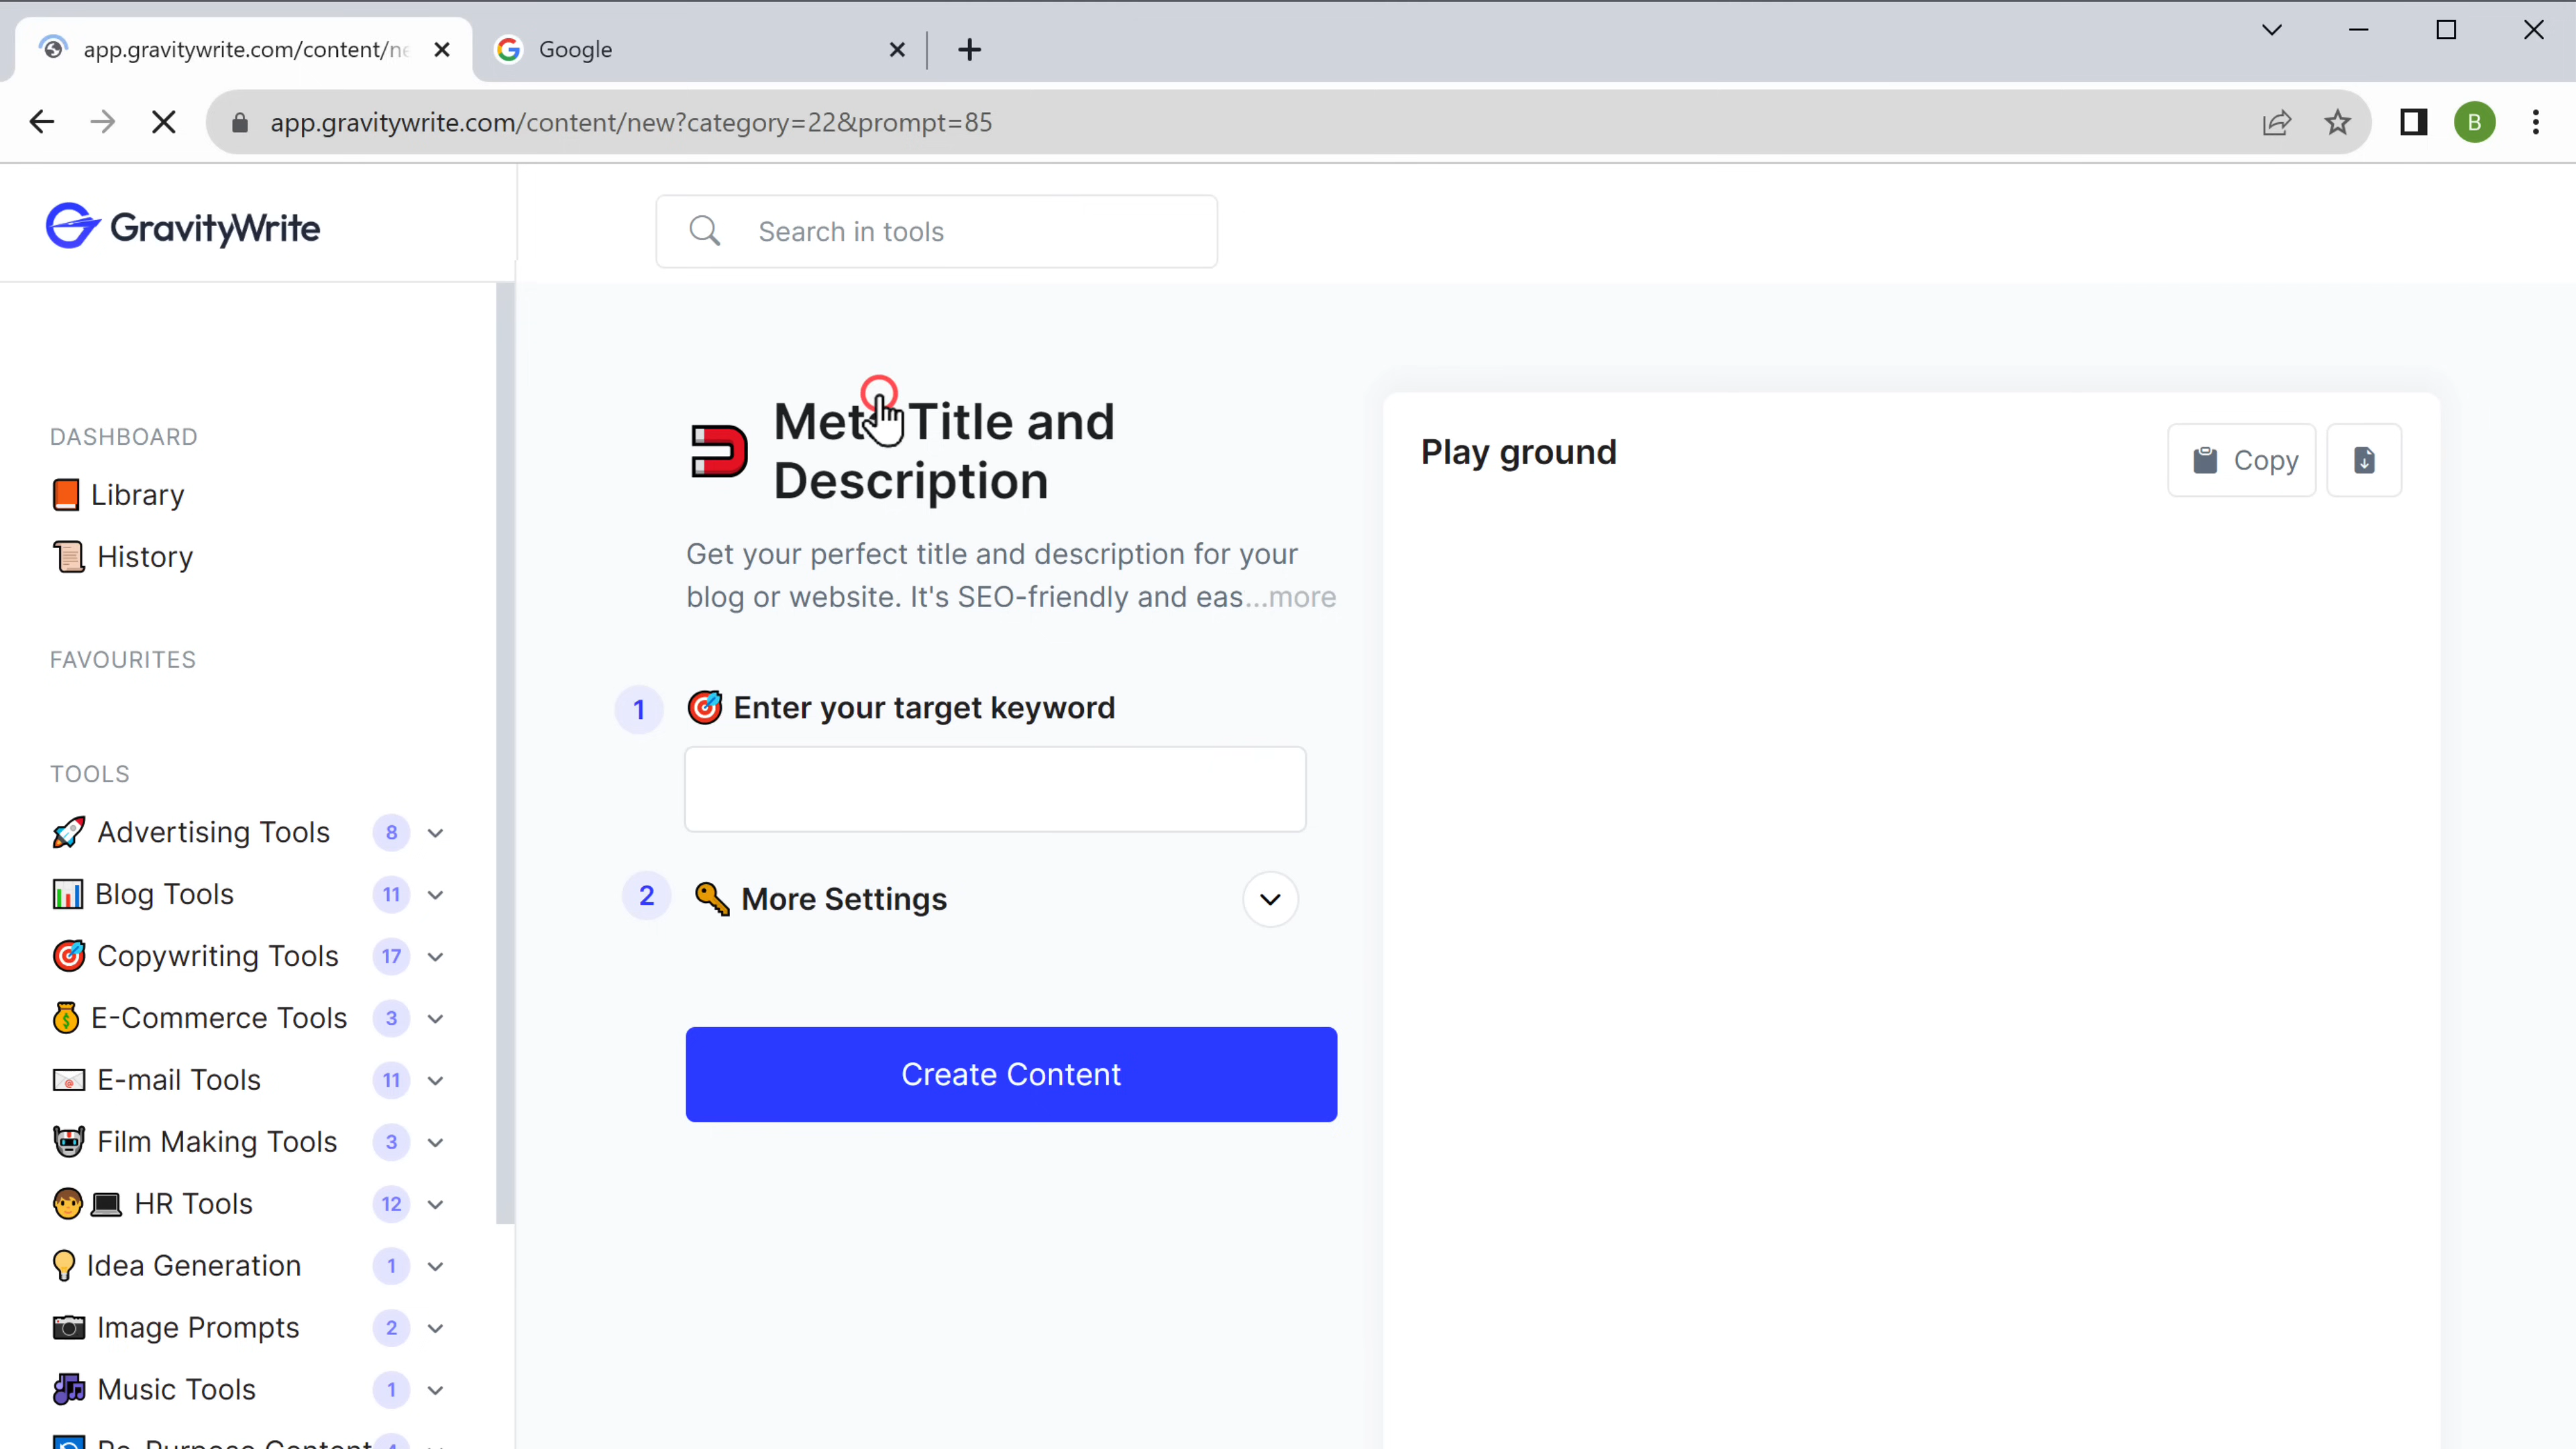 app.gravitywrite.com/content/ne
Google
app.gravitywrite.com/content/new?category=22&prompt=85
B
GravityWrite
Search in tools
DASHBOARD
Library
History
FAVOURITES
TOOLS
Advertising Tools 8
Blog Tools 11
Copywriting Tools 17
E-Commerce Tools 3
E-mail Tools 11
Film Making Tools 3
HR Tools 12
Idea Generation 1
Image Prompts 2
Music Tools 1
Re-Purpose Content
Met Title and
Description
Get your perfect title and description for your
blog or website. It's SEO-friendly and eas...more
1 Enter your target keyword
2 More Settings
Create Content
Play ground
Copy